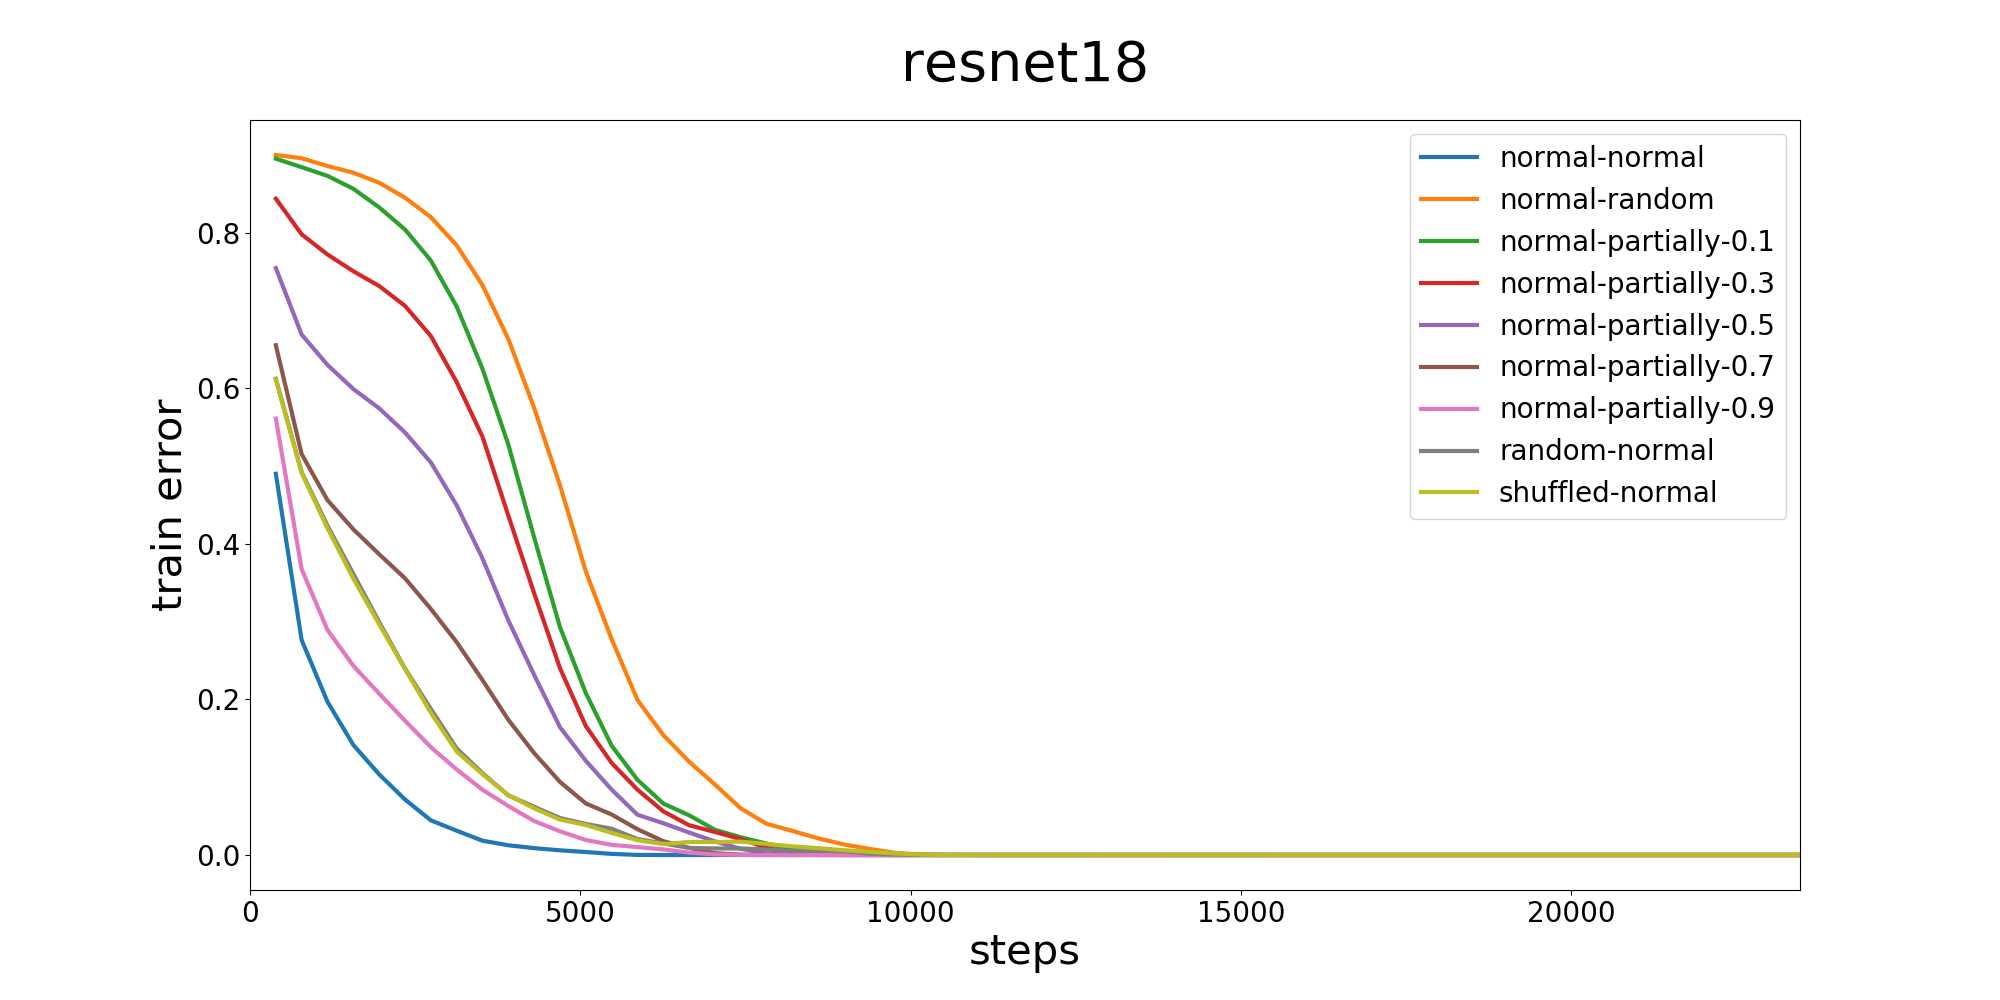 resnet18
train error
0.8
0.6
0.4
0.2
0.0
normal-normal
normal-random
normal-partially-0.1
normal-partially-0.3
normal-partially-0.5
normal-partially-0.7
normal-partially-0.9
random-normal
shuffled-normal
0 5000 10000 15000 20000
steps